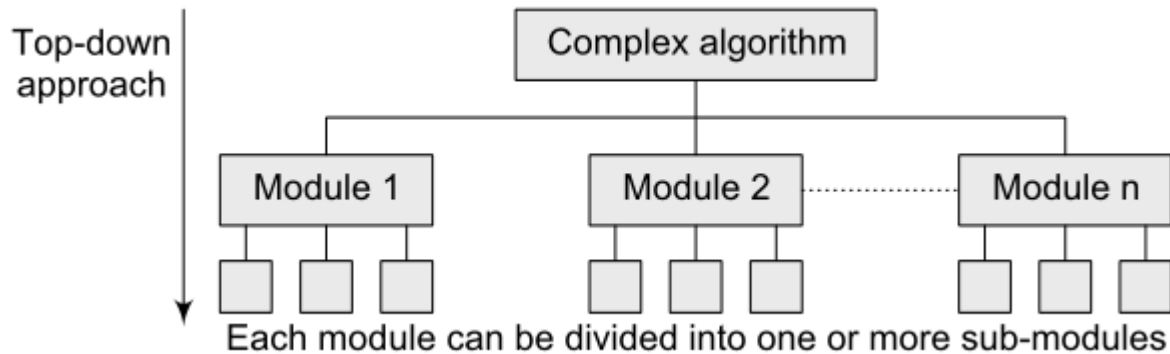 Top-down
approach
Complex algorithm
Module 1
Module 2
Module n
Each module can be divided into one or more sub-modules